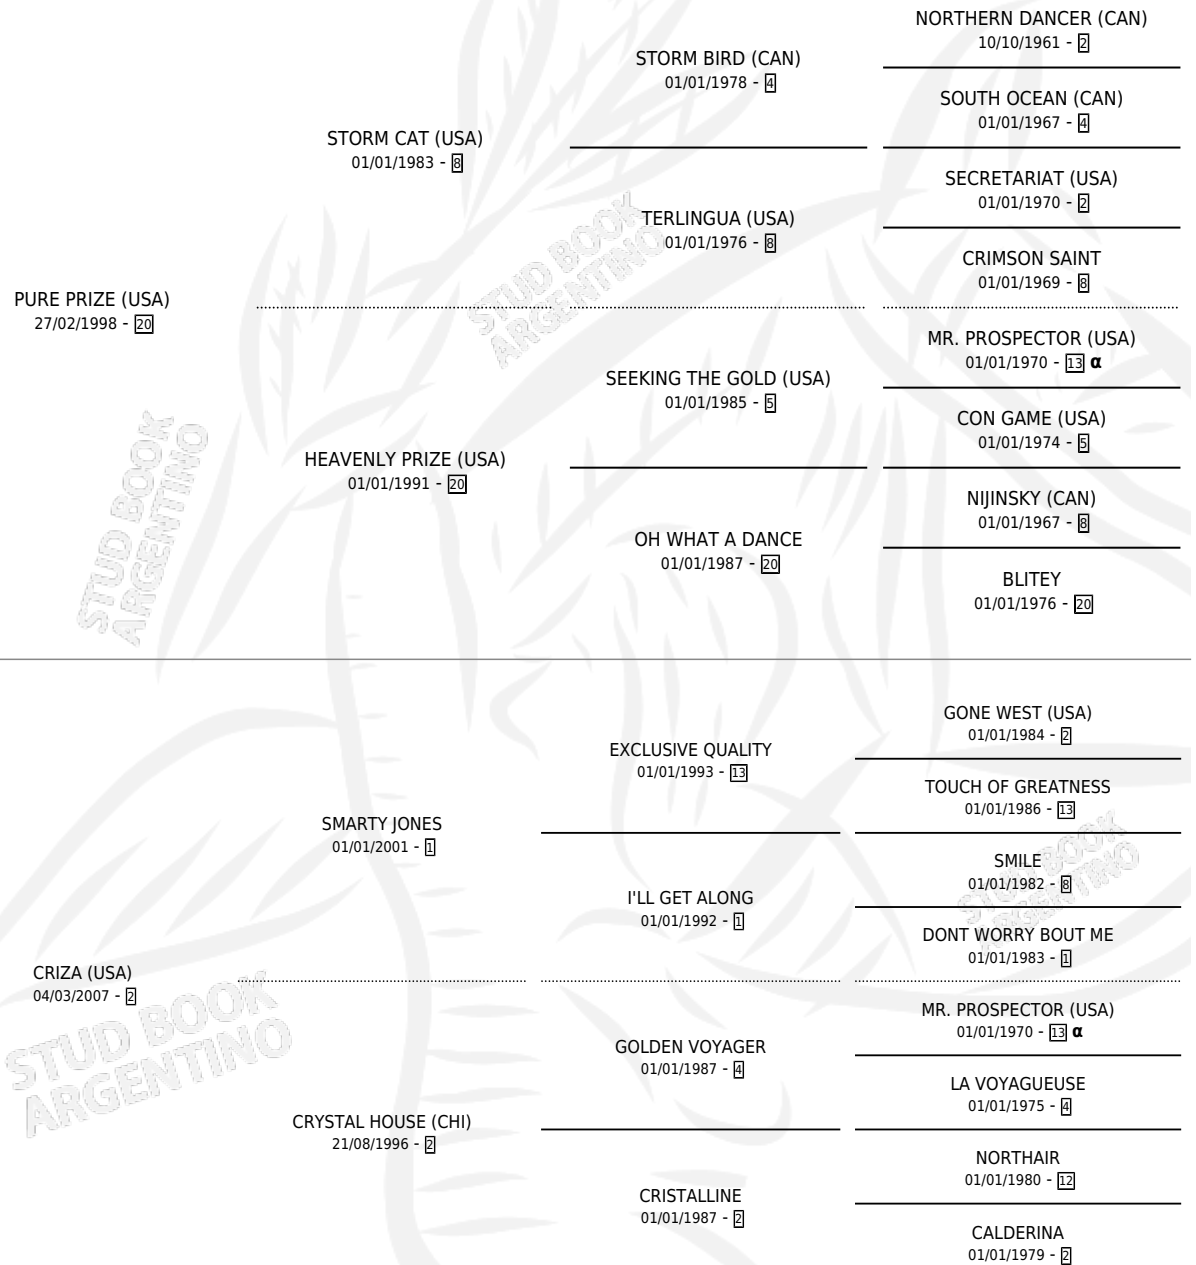 NORTHERN DANCER (CAN)
10/10/1961 - 2
STORM BIRD (CAN)
01/01/1978 - 4
SOUTH OCEAN (CAN)
01/01/1967 - 4
STORM CAT (USA)
01/01/1983 - 8
SECRETARIAT (USA)
01/01/1970 - 2
TERLINGUA (USA)
01/01/1976 - 8
CRIMSON SAINT
01/01/1969 - 8
PURE PRIZE (USA)
27/02/1998 - 20
MR. PROSPECTOR (USA)
01/01/1970 - 13 α
SEEKING THE GOLD (USA)
01/01/1985 - 5
CON GAME (USA)
01/01/1974 - 5
HEAVENLY PRIZE (USA)
01/01/1991 - 20
NIJINSKY (CAN)
01/01/1967 - 8
OH WHAT A DANCE
01/01/1987 - 20
BLITEY
01/01/1976 - 20
GONE WEST (USA)
01/01/1984 - 2
EXCLUSIVE QUALITY
01/01/1993 - 13
TOUCH OF GREATNESS
01/01/1986 - 13
SMARTY JONES
01/01/2001 - 1
SMILE
01/01/1982 - 8
I'LL GET ALONG
01/01/1992 - 1
DONT WORRY BOUT ME
01/01/1983 - 1
CRIZA (USA)
04/03/2007 - 2
MR. PROSPECTOR (USA)
01/01/1970 - 13 α
GOLDEN VOYAGER
01/01/1987 - 4
LA VOYAGUEUSE
01/01/1975 - 4
CRYSTAL HOUSE (CHI)
21/08/1996 - 2
NORTHAIR
01/01/1980 - 12
CRISTALLINE
01/01/1987 - 2
CALDERINA
01/01/1979 - 2
STUD BOOK
ARGENTINO
STUD BOOK
ARGENTINO
STUD BOOK
ARGENTINO
STUD BOOK
ARGENTINO